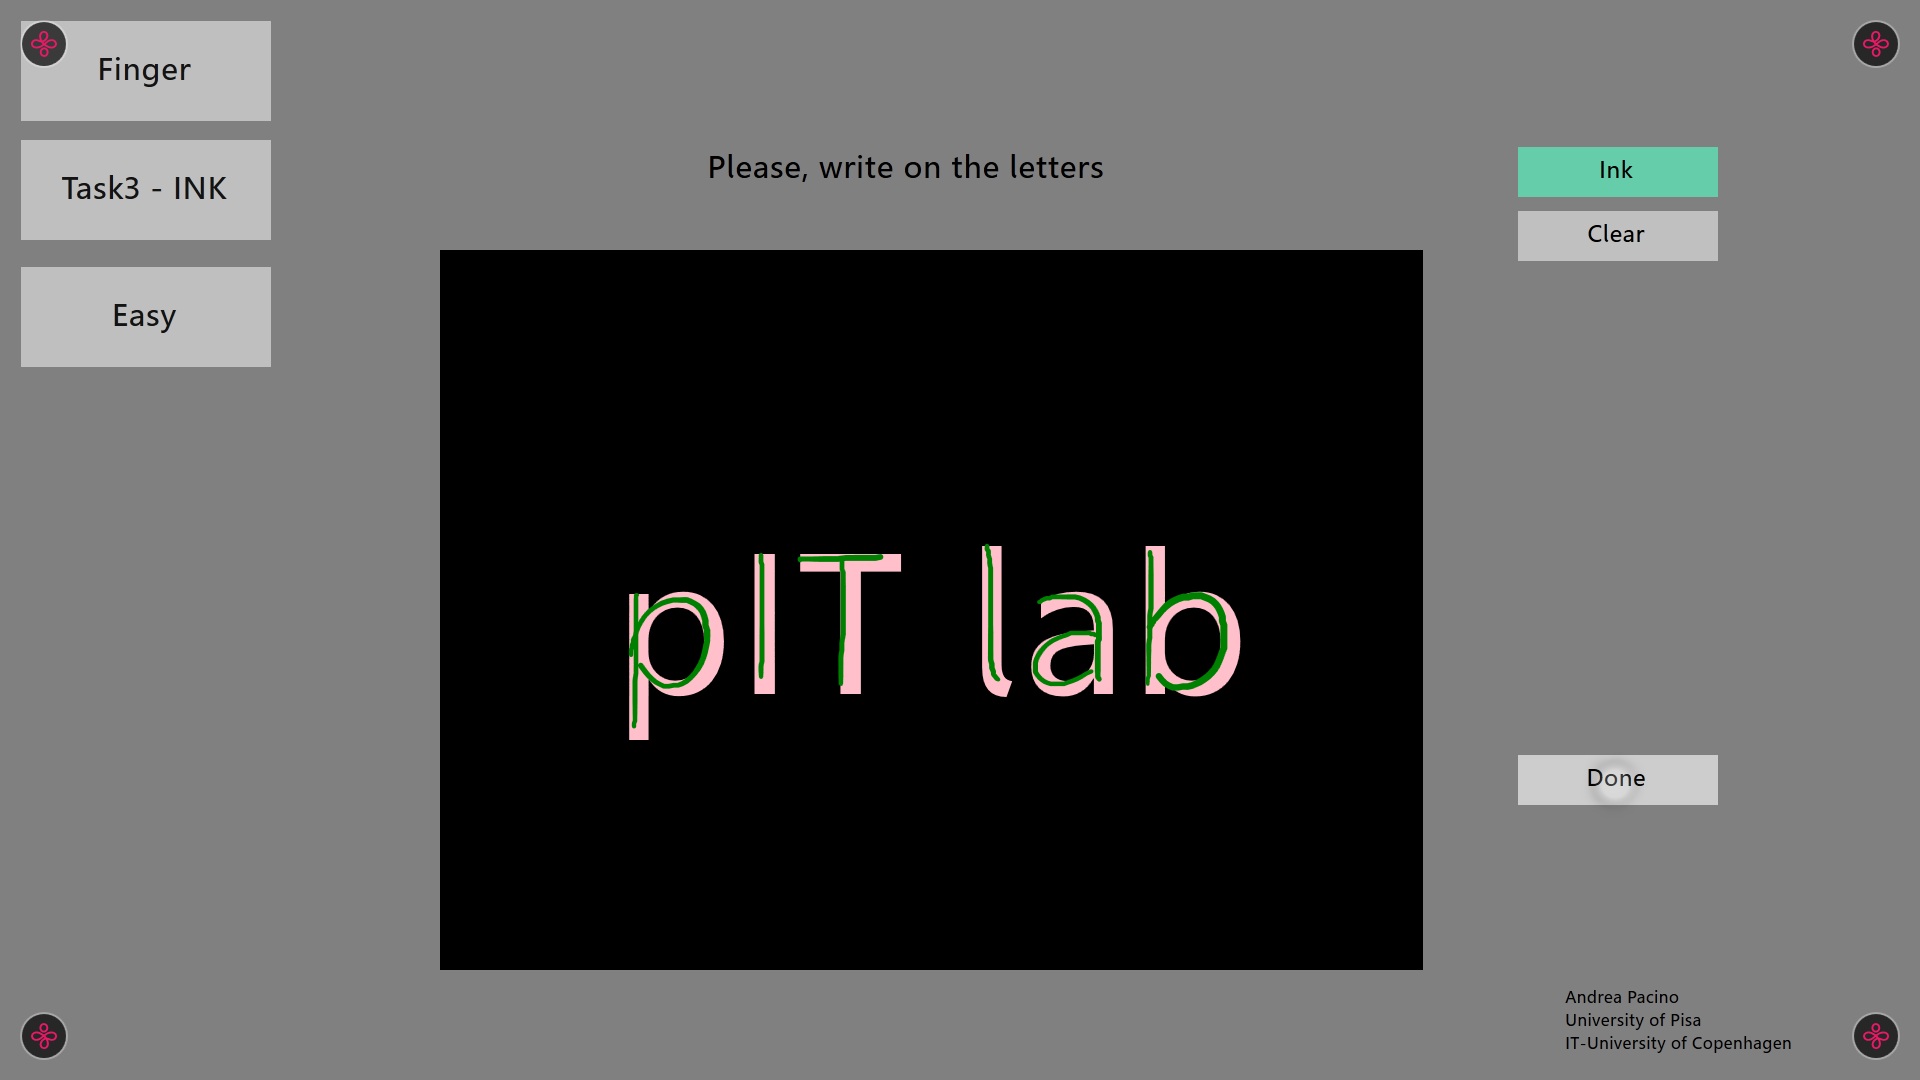 Finger
Task3 - INK
Easy
Please, write on the letters
Ink
Clear
pIT lab
Done
Andrea Pacino
University of Pisa
IT-University of Copenhagen